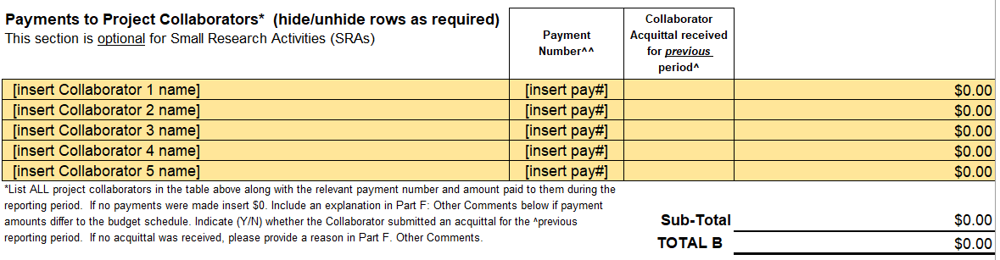 Payments to Project Collaborators* (hide/unhide rows as required)
This section is optional for Small Research Activities (SRAs)
Payment
Number^^
Collaborator
Acquittal received
for previous
period^
[insert Collaborator 1 name] [insert pay#] $0.00
[insert Collaborator 2 name] [insert pay#] $0.00
[insert Collaborator 3 name] [insert pay#] $0.00
[insert Collaborator 4 name] [insert pay#] $0.00
[insert Collaborator 5 name] [insert pay#] $0.00
*List ALL project collaborators in the table above along with the relevant payment number and amount paid to them during the
reporting period. If no payments were made insert $0. Include an explanation in Part F: Other Comments below if payment
amounts differ to the budget schedule. Indicate (Y/N) whether the Collaborator submitted an acquittal for the ^previous
reporting period. If no acquittal was received, please provide a reason in Part F. Other Comments.
Sub-Total $0.00
TOTAL B $0.00